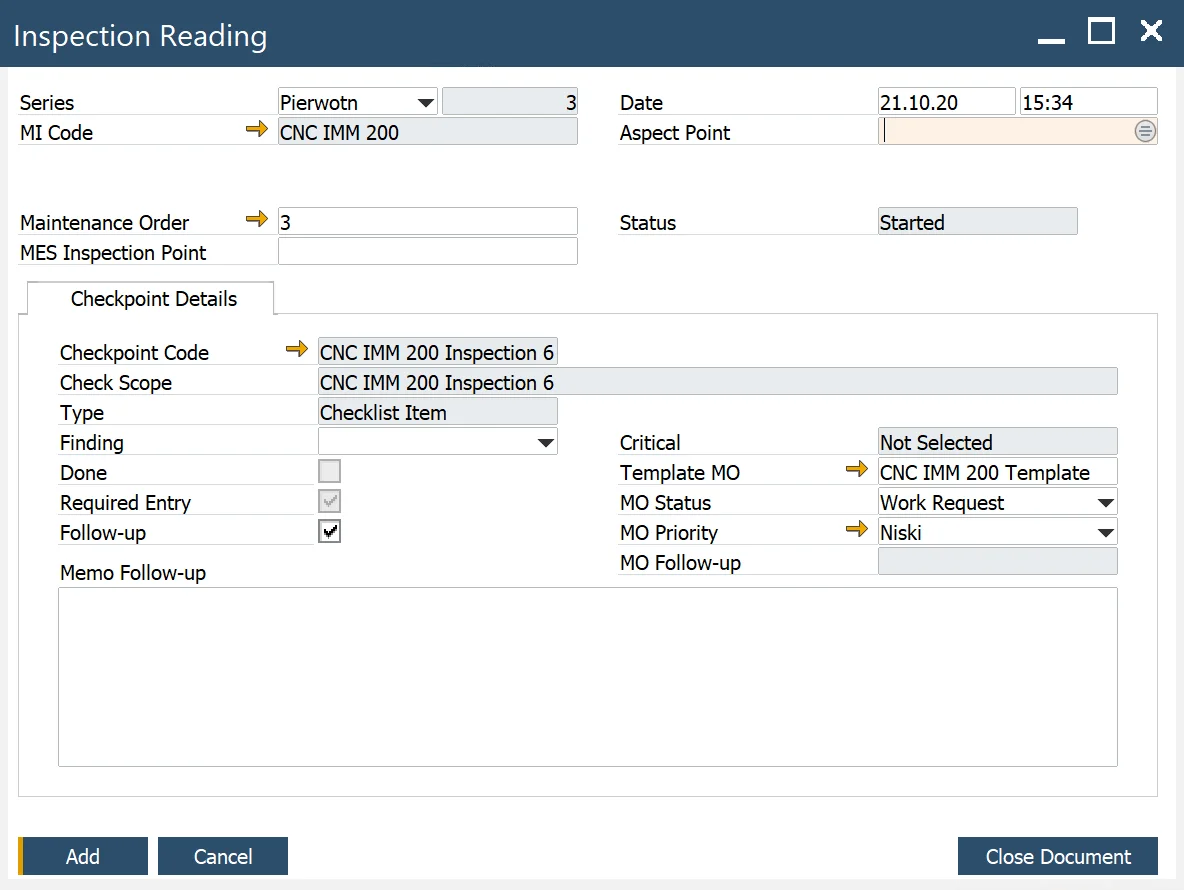 Inspection Reading
Series Pierwotn 3 Date 21.10.20 15:34
MI Code CNC IMM 200 Aspect Point
Maintenance Order 3 Status Started
MES Inspection Point
Checkpoint Details
Checkpoint Code CNC IMM 200 Inspection 6
Check Scope CNC IMM 200 Inspection 6
Type Checklist Item
Finding Critical Not Selected
Done Template MO CNC IMM 200 Template
Required Entry MO Status Work Request
Follow-up MO Priority Niski
MO Follow-up
Memo Follow-up
Add Cancel Close Document